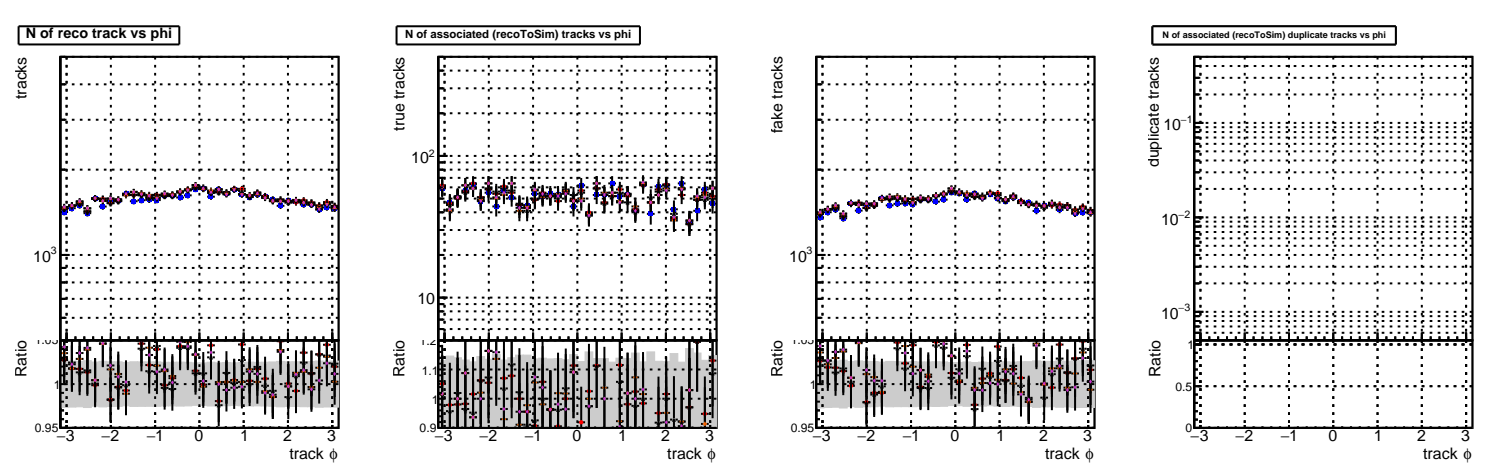 N of reco track vs phi
tracks
10³
Ratio
1.05
1
0.95
−3 −2 −1 0 1 2 3
track ϕ
N of associated (recoToSim) tracks vs phi
true tracks
10²
10
Ratio
1.2
1.1
1
0.9
−3 −2 −1 0 1 2 3
track ϕ
fake tracks
10³
Ratio
1.05
1
0.95
−3 −2 −1 0 1 2 3
track ϕ
N of associated (recoToSim) duplicate tracks vs phi
duplicate tracks
10⁻¹
10⁻²
10⁻³
Ratio
1
0.5
0
−3 −2 −1 0 1 2 3
track ϕ